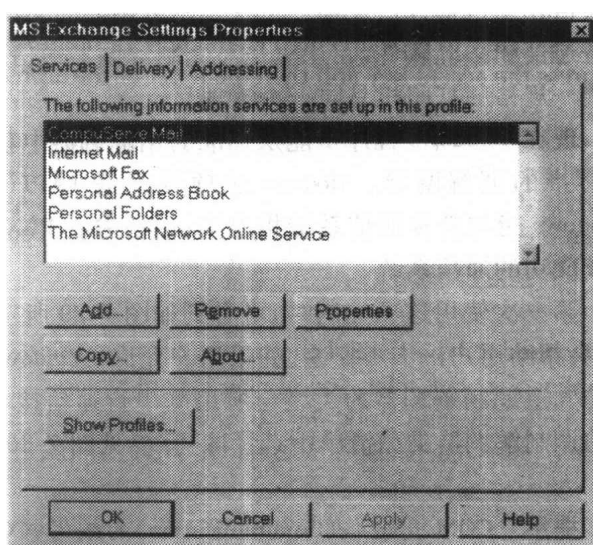 MS Exchange Settings Properties
Services Delivery Addressing
The following information services are set up in this profile:
CompuServe Mail
Internet Mail
Microsoft Fax
Personal Address Book
Personal Folders
The Microsoft Network Online Service
Add... Remove Properties
Copy... About...
Show Profiles...
OK Cancel Apply Help